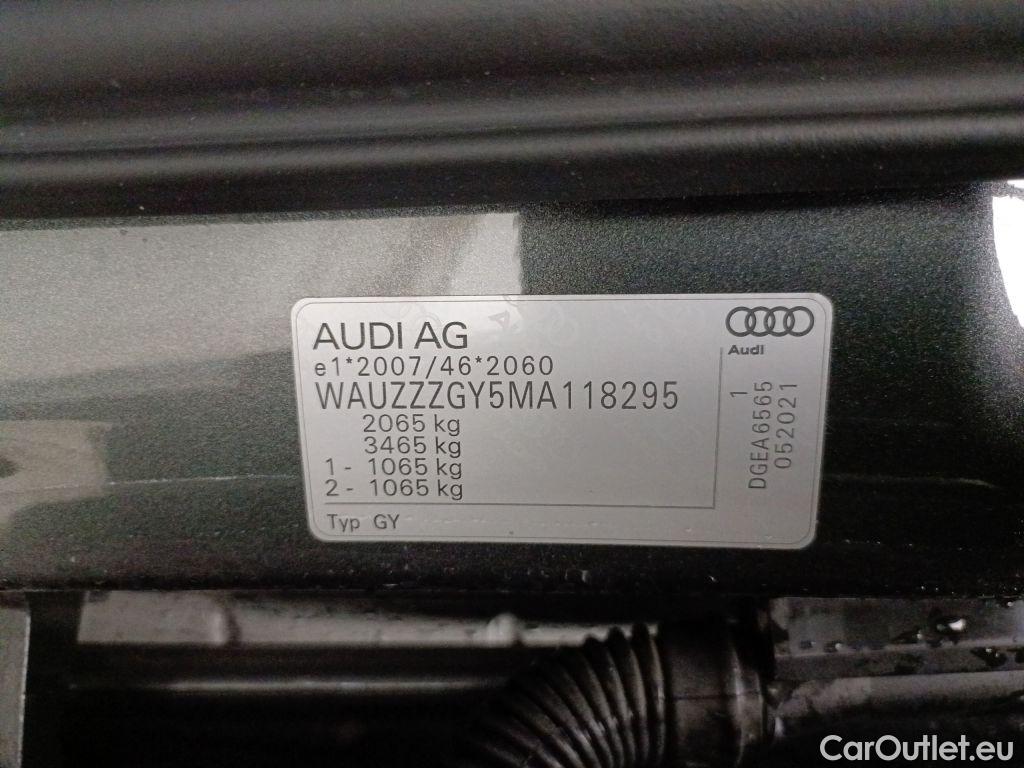 AUDI AG
e1*2007/46*2060
WAUZZZGY5MA118295
2065 kg
3465 kg
1 - 1065 kg
2 - 1065 kg
Typ GY
Audi
1
DGEA6565
052021
CarOutlet.eu